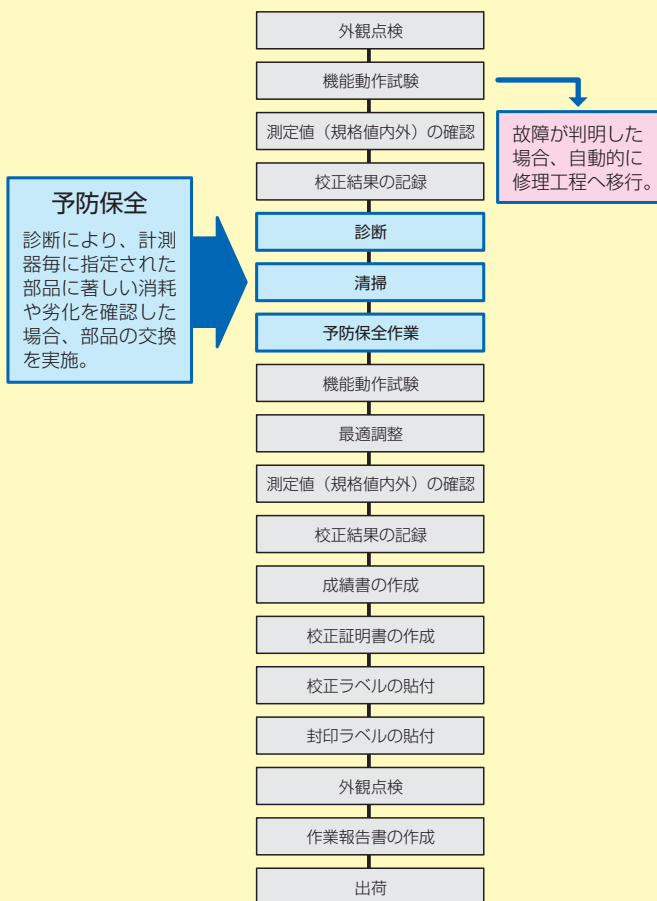 外観点検
機能動作試験
測定値（規格値内外）の確認
校正結果の記録
故障が判明した
場合、自動的に
修理工程へ移行。
予防保全
診断により、計測
器毎に指定された
部品に著しい消耗
や劣化を確認した
場合、部品の交換
を実施。
診断
清掃
予防保全作業
機能動作試験
最適調整
測定値（規格値内外）の確認
校正結果の記録
成績書の作成
校正証明書の作成
校正ラベルの貼付
封印ラベルの貼付
外観点検
作業報告書の作成
出荷